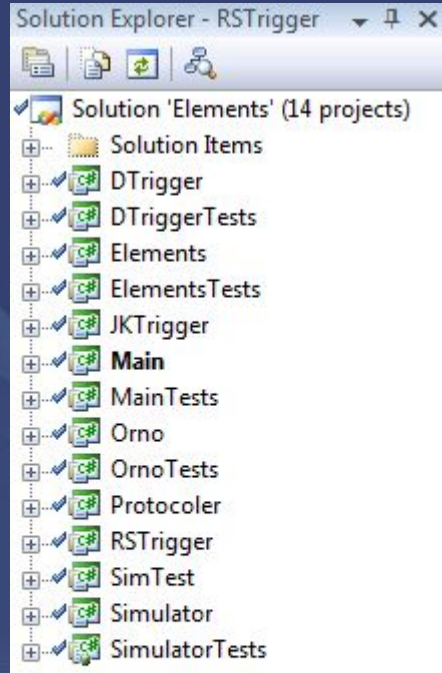 Solution Explorer - RSTrigger
Solution 'Elements' (14 projects)
Solution Items
DTrigger
DTriggerTests
Elements
ElementsTests
JKTrigger
Main
MainTests
Orno
OrnoTests
Protocoler
RSTrigger
SimTest
Simulator
SimulatorTests